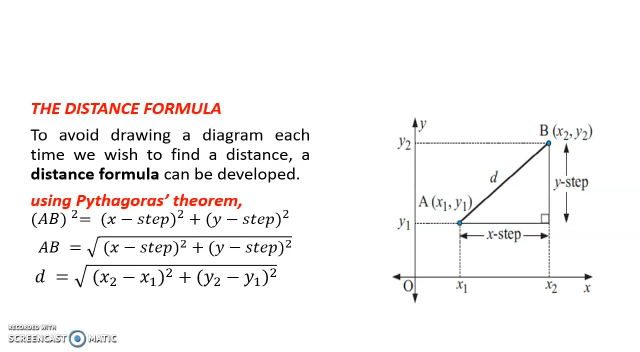 THE DISTANCE FORMULA
To avoid drawing a diagram each
time we wish to find a distance, a
distance formula can be developed.
using Pythagoras' theorem,
(AB) ²= (x − step)² + (y − step)²
AB = √(x − step)² + (y − step)²
d = √(x₂ − x₁)² + (y₂ − y₁)²
y
B (x₂, y₂)
y₂
d
y-step
A (x₁, y₁)
y₁
x-step
O x₁ x₂ x
RECORDED WITH
SCREENCAST MATIC